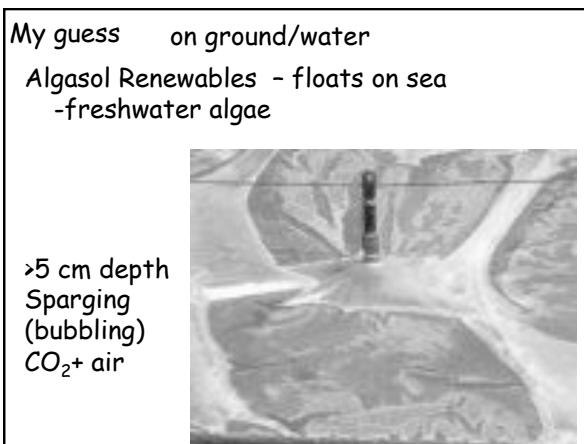 My guess on ground/water
Algasol Renewables – floats on sea
-freshwater algae
>5 cm depth
Sparging
(bubbling)
CO₂+ air